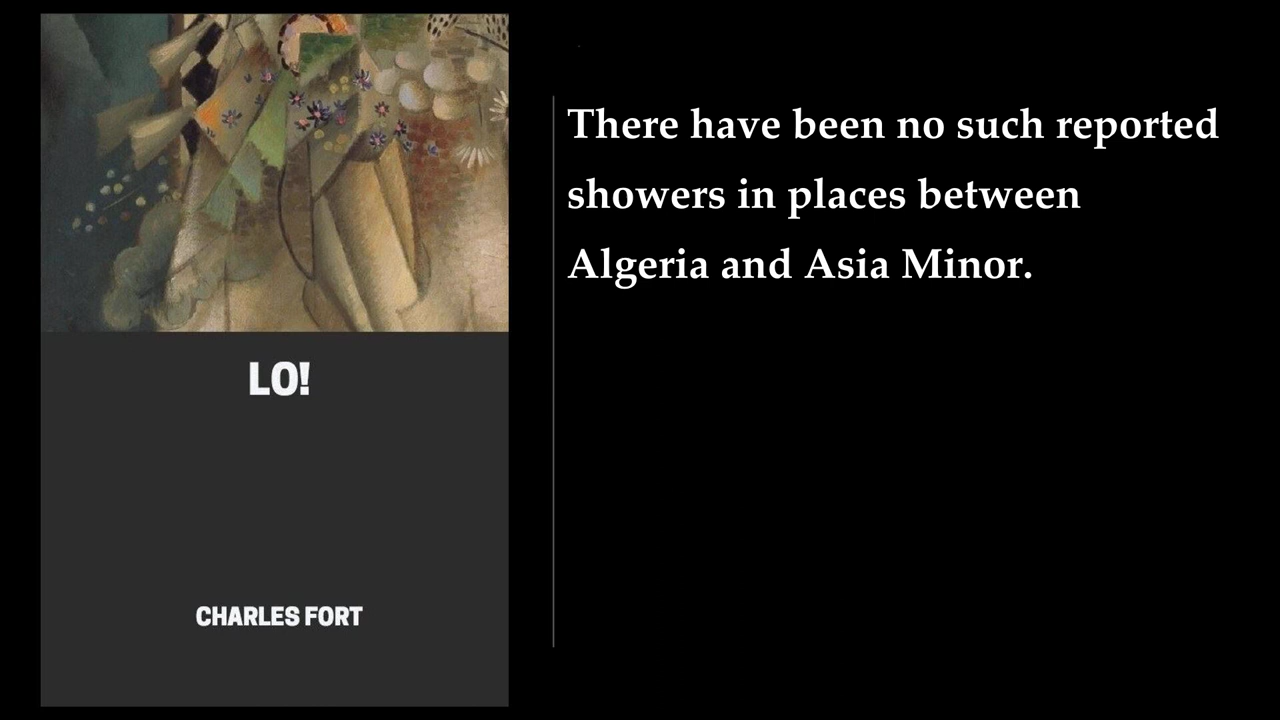 LO!
CHARLES FORT
There have been no such reported
showers in places between
Algeria and Asia Minor.